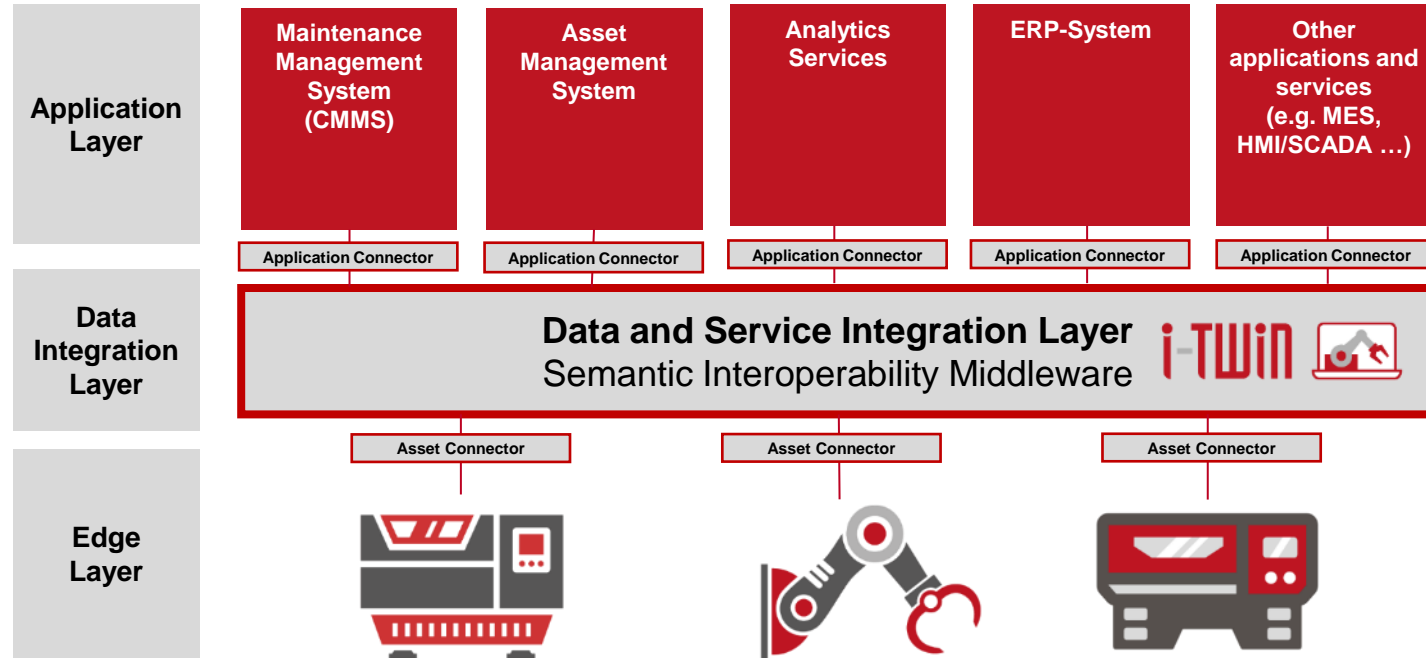 Application
Layer
Maintenance
Management
System
(CMMS)
Asset
Management
System
Analytics
Services
ERP-System
Other
applications and
services
(e.g. MES,
HMI/SCADA …)
Application Connector
Application Connector
Application Connector
Application Connector
Application Connector
Data
Integration
Layer
Data and Service Integration Layer
Semantic Interoperability Middleware
i-TWiN
Asset Connector
Asset Connector
Asset Connector
Edge
Layer